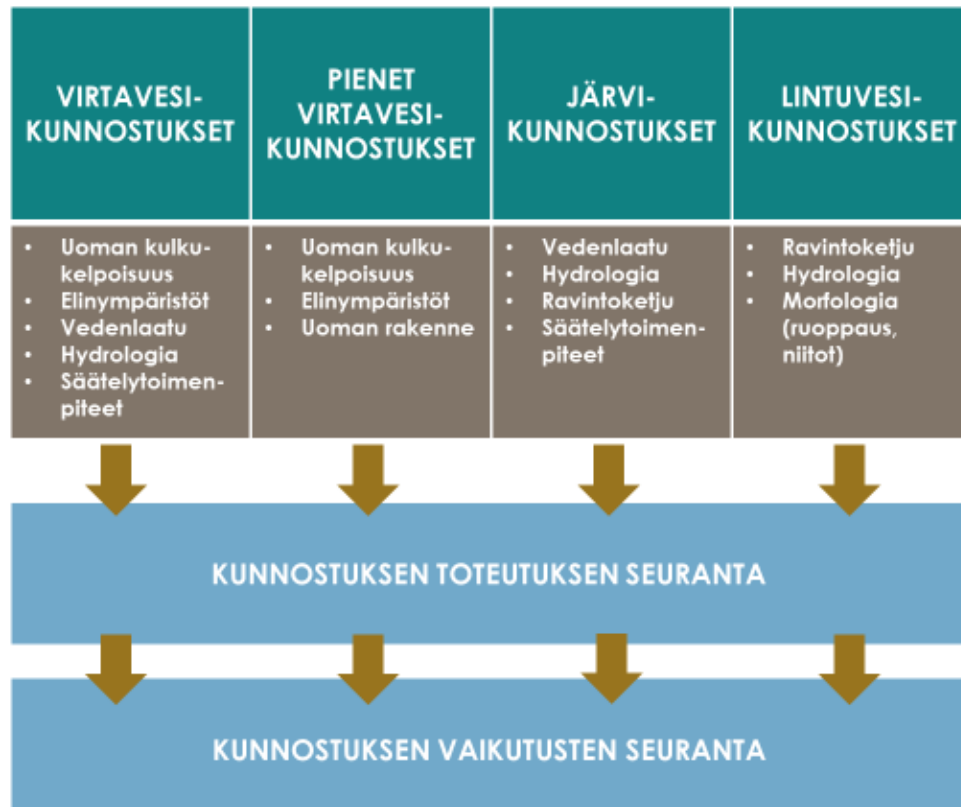 VIRTAVESI-
KUNNOSTUKSET
PIENET
VIRTAVESI-
KUNNOSTUKSET
JÄRVI-
KUNNOSTUKSET
LINTUVESI-
KUNNOSTUKSET
• Uoman kulku-
kelpoisuus
• Elinympäristöt
• Vedenlaatu
• Hydrologia
• Säätelytoimen-
piteet
• Uoman kulku-
kelpoisuus
• Elinympäristöt
• Uoman rakenne
• Vedenlaatu
• Hydrologia
• Ravintoketju
• Säätelytoimen-
piteet
• Ravintoketju
• Hydrologia
• Morfologia
(ruoppaus,
niitot)
KUNNOSTUKSEN TOTEUTUKSEN SEURANTA
KUNNOSTUKSEN VAIKUTUSTEN SEURANTA